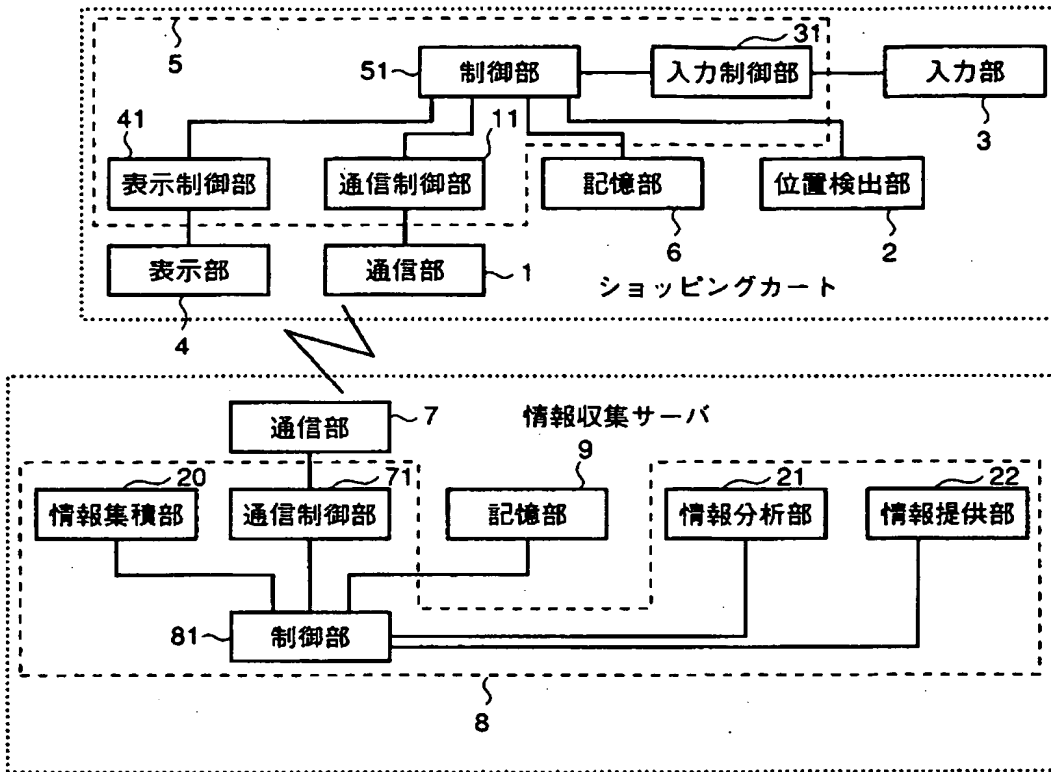 5
51
制御部
31
入力制御部
入力部
3
41
表示制御部
11
通信制御部
記憶部
6
位置検出部
2
表示部
4
通信部
1
ショッピングカート
通信部
7
情報収集サーバ
9
20
情報集積部
71
通信制御部
記憶部
21
情報分析部
22
情報提供部
81
制御部
8